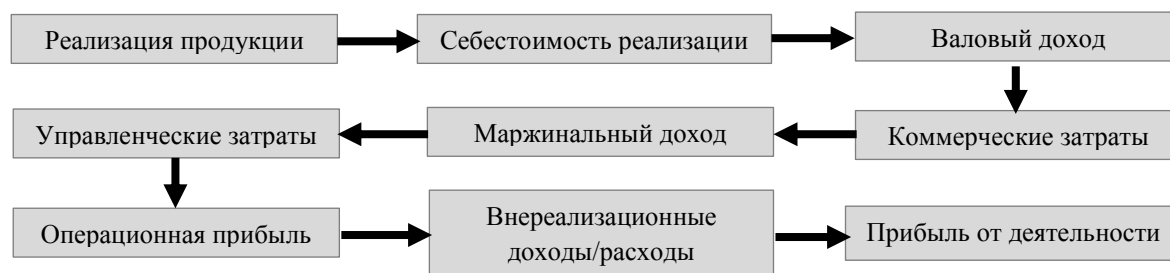 Реализация продукции
Себестоимость реализации
Валовый доход
Управленческие затраты
Маржинальный доход
Коммерческие затраты
Операционная прибыль
Внереализационные
доходы/расходы
Прибыль от деятельности